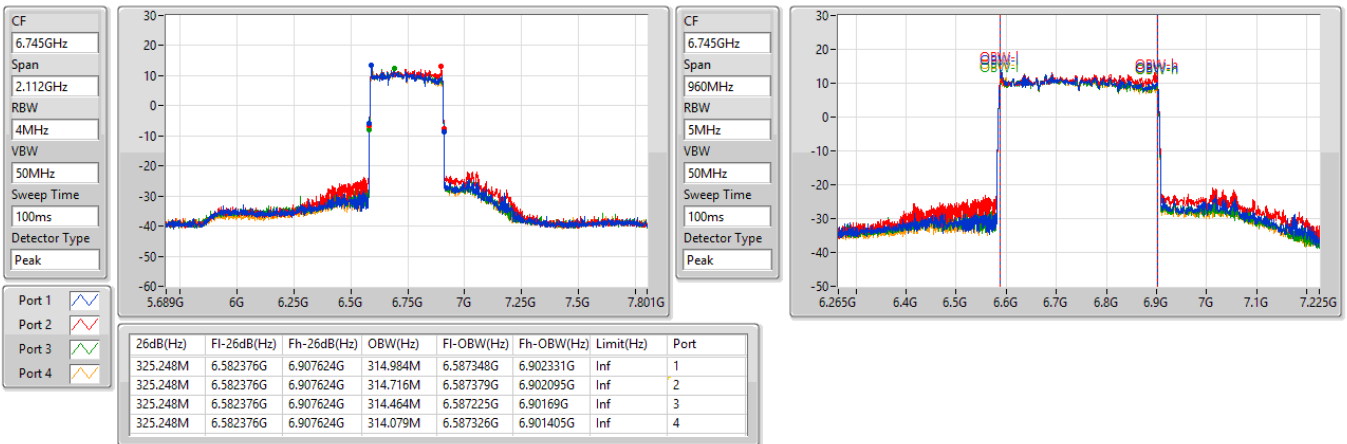 CF
6.745GHz
Span
2.112GHz
RBW
4MHz
VBW
50MHz
Sweep Time
100ms
Detector Type
Peak
30
20
10
0
-10
-20
-30
-40
-50
-60
5.689G 6G 6.25G 6.5G 6.75G 7G 7.25G 7.5G 7.801G
CF
6.745GHz
Span
960MHz
RBW
5MHz
VBW
50MHz
Sweep Time
100ms
Detector Type
Peak
30
20
10
0
-10
-20
-30
-40
-50
OBW-l OBW-h
6.265G 6.4G 6.5G 6.6G 6.7G 6.8G 6.9G 7G 7.1G 7.225G
Port 1
Port 2
Port 3
Port 4
26dB(Hz) Fl-26dB(Hz) Fh-26dB(Hz) OBW(Hz) Fl-OBW(Hz) Fh-OBW(Hz) Limit(Hz) Port
325.248M 6.582376G 6.907624G 314.984M 6.587348G 6.902331G Inf 1
325.248M 6.582376G 6.907624G 314.716M 6.587379G 6.902095G Inf 2
325.248M 6.582376G 6.907624G 314.464M 6.587225G 6.90169G Inf 3
325.248M 6.582376G 6.907624G 314.079M 6.587326G 6.901405G Inf 4